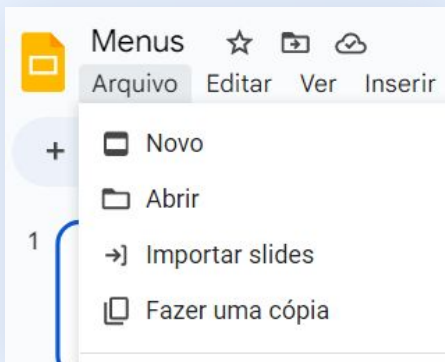 Menus
Arquivo Editar Ver Inserir
+
Novo
Abrir
1
Importar slides
Fazer uma cópia